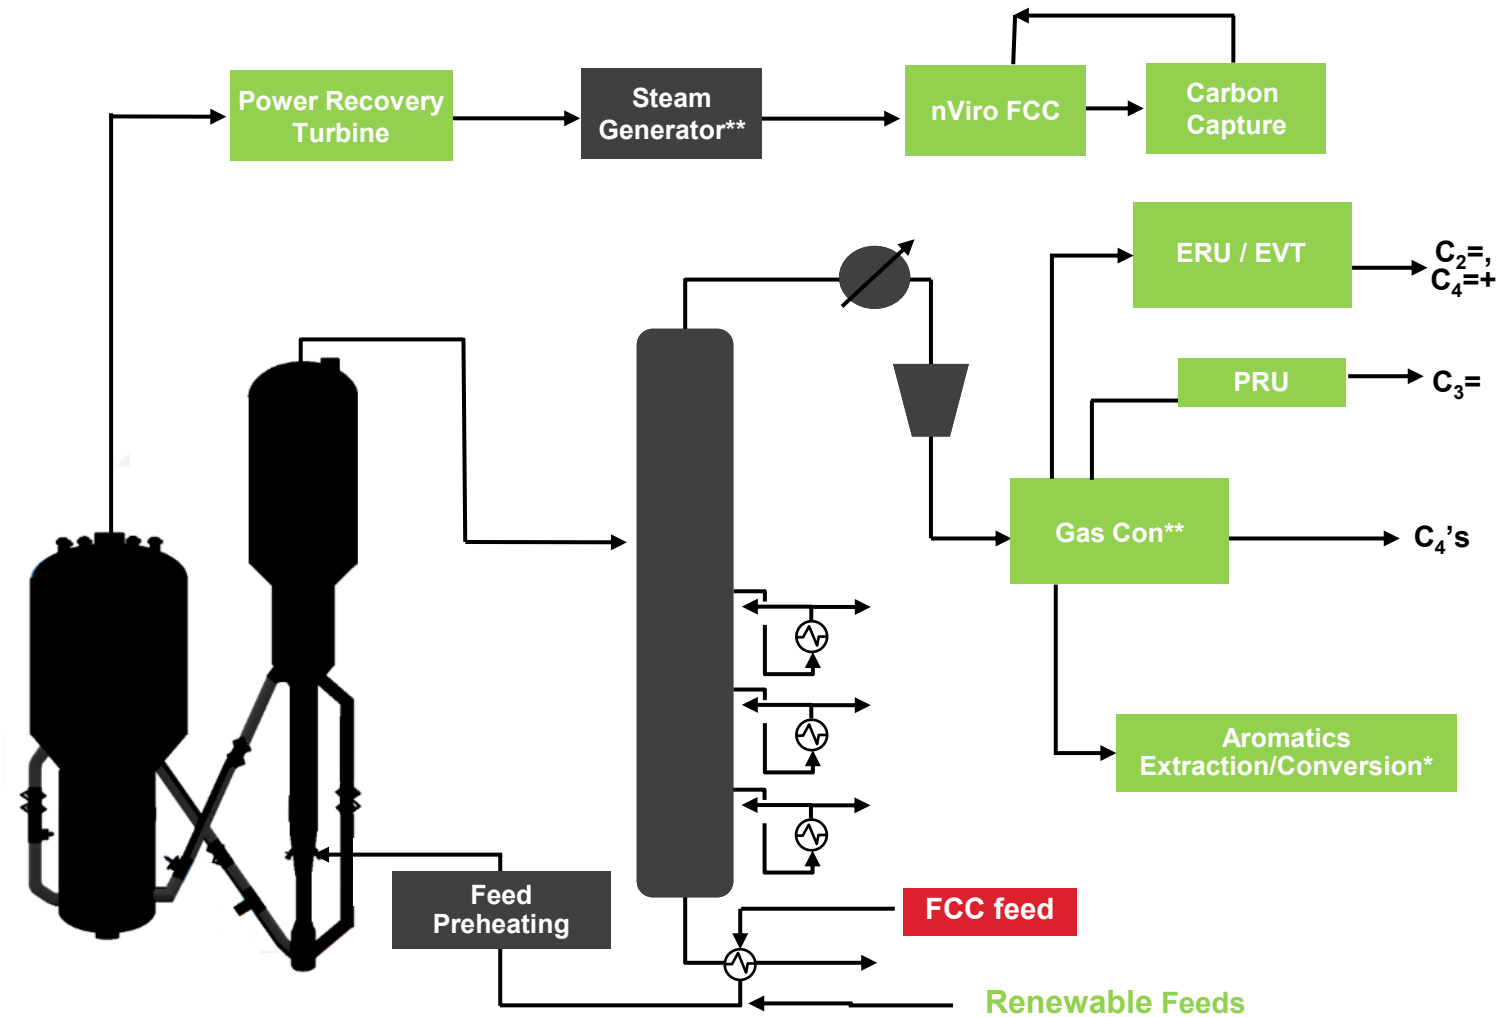 Power Recovery
Turbine
Steam
Generator**
nViro FCC
Carbon
Capture
ERU / EVT
C₂=,
C₄=+
PRU
C₃=
Gas Con**
C₄’s
Aromatics
Extraction/Conversion*
Feed
Preheating
FCC feed
Renewable Feeds